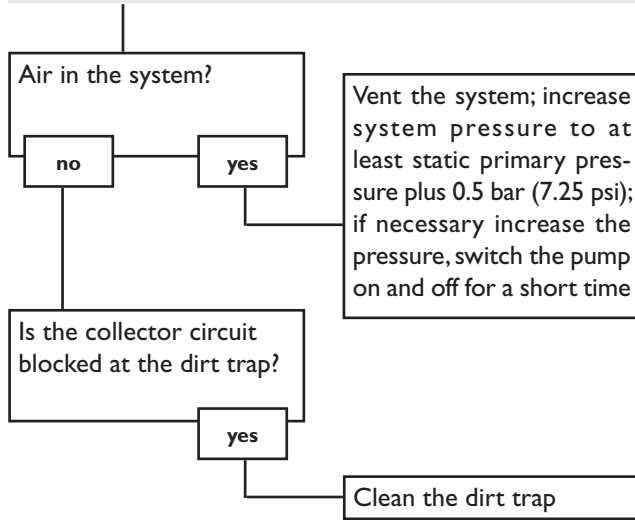 Air in the system?
no
yes
Vent the system; increase
system pressure to at
least static primary pres-
sure plus 0.5 bar (7.25 psi);
if necessary increase the
pressure, switch the pump
on and off for a short time
Is the collector circuit
blocked at the dirt trap?
yes
Clean the dirt trap